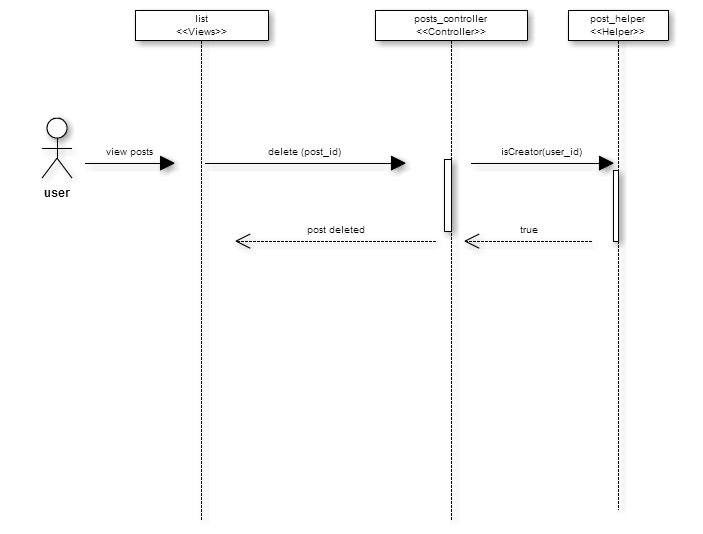 list
<<Views>>
posts_controller
<<Controller>>
post_helper
<<Helper>>
view posts
delete (post_id)
isCreator(user_id)
user
post deleted
true